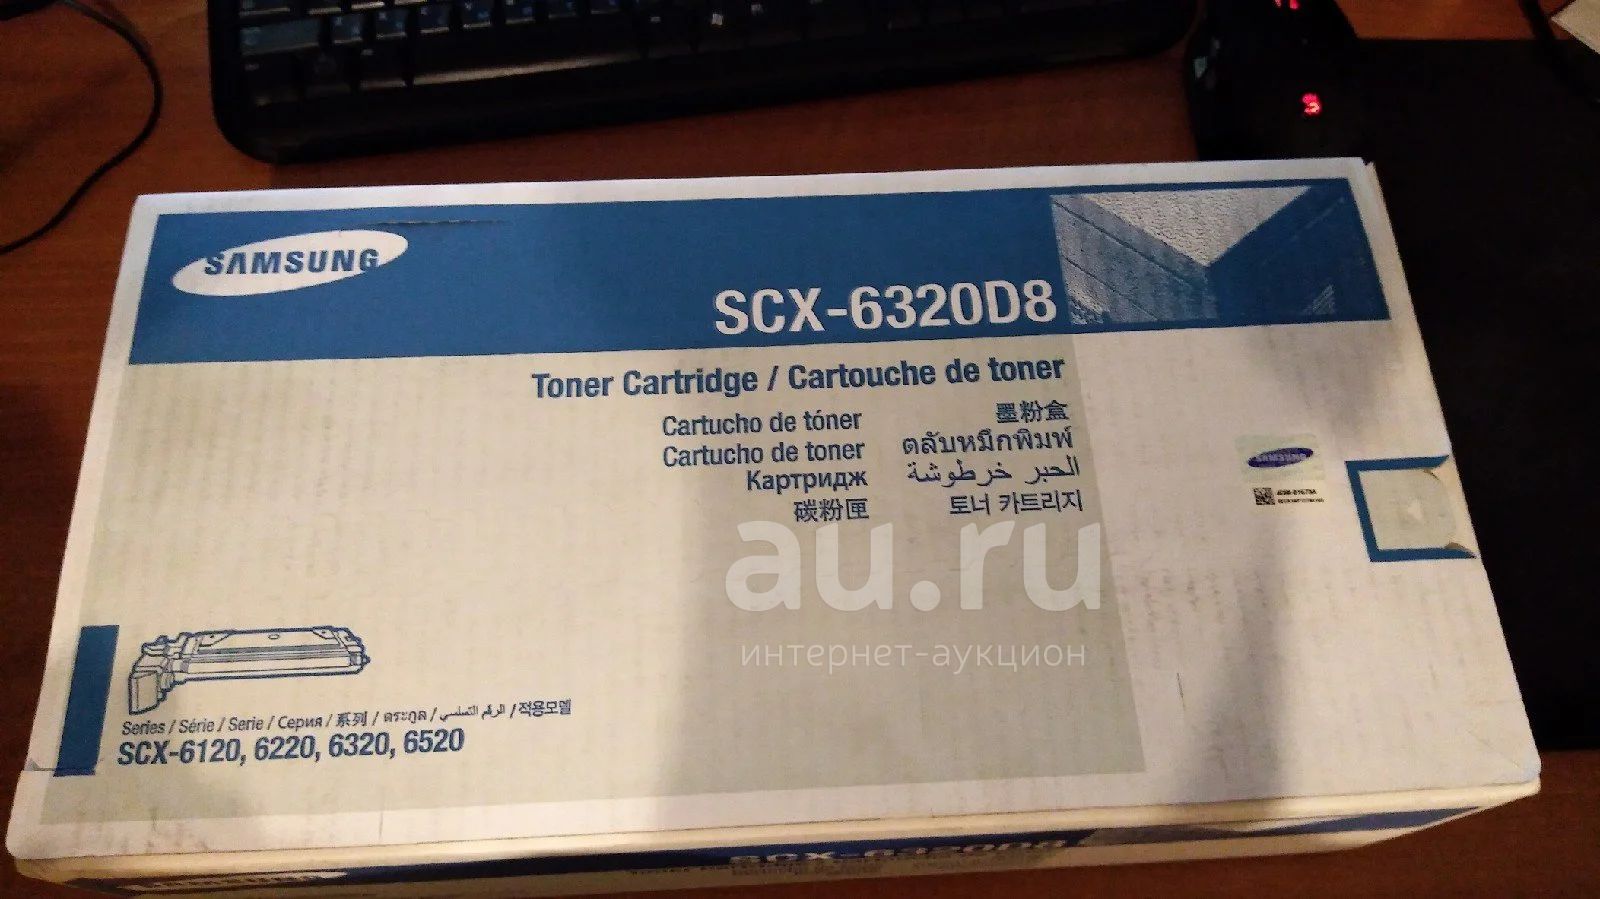 SAMSUNG
SCX-6320D8
Toner Cartridge / Cartouche de toner
Cartucho de tóner
墨粉盒
Cartucho de toner
ตลับหมึกพิมพ์
Картридж
الحبر خرطوشة
碳粉匣
토너 카트리지
SAMSUNG
au.ru
интернет-аукцион
Series / Série / Serie / Серия / 系列 / ตระกูล / الرقم التسلسلي / 적용모델
SCX-6120, 6220, 6320, 6520
SAMSUNG
SCX-6320D8